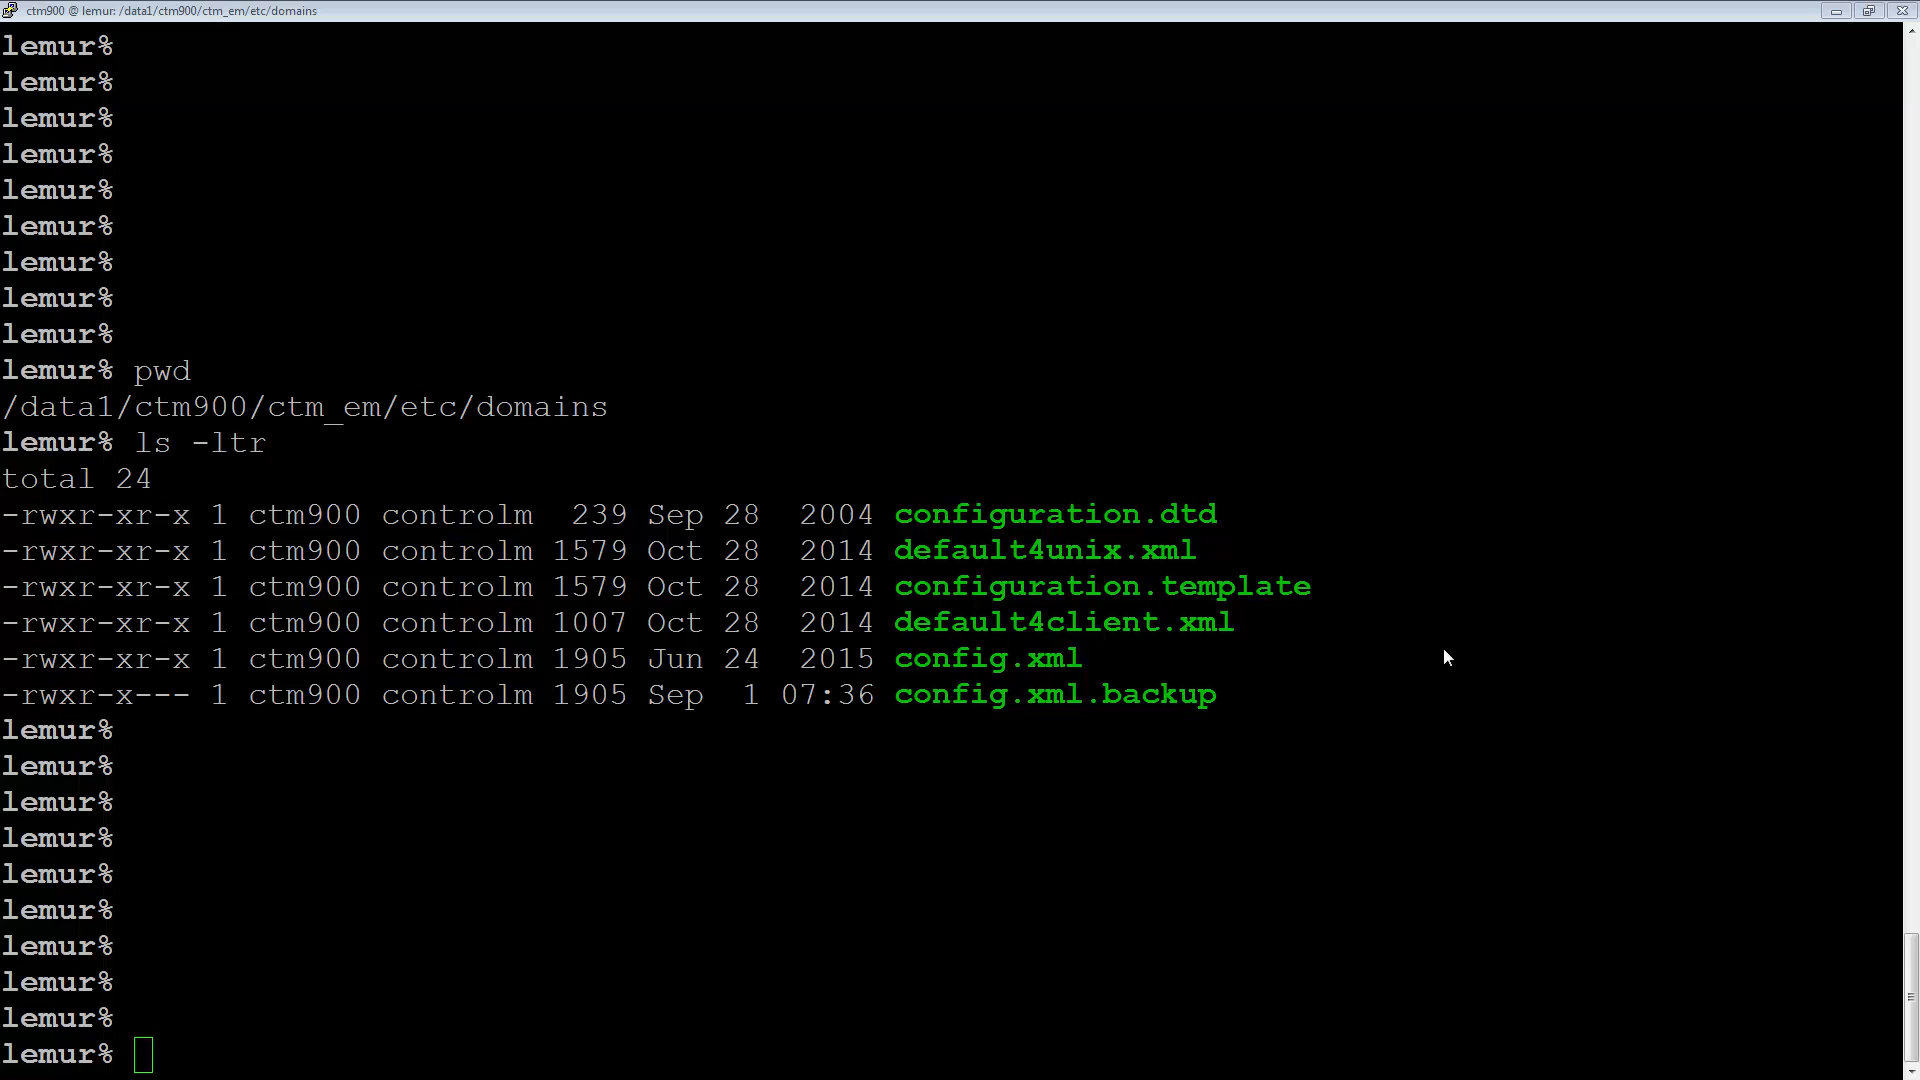 ctm900 @ lemur: /data1/ctm900/ctm_em/etc/domains
lemur%
lemur%
lemur%
lemur%
lemur%
lemur%
lemur%
lemur%
lemur%
lemur% pwd
/data1/ctm900/ctm_em/etc/domains
lemur% ls -ltr
total 24
-rwxr-xr-x 1 ctm900 controlm  239 Sep 28  2004 configuration.dtd
-rwxr-xr-x 1 ctm900 controlm 1579 Oct 28  2014 default4unix.xml
-rwxr-xr-x 1 ctm900 controlm 1579 Oct 28  2014 configuration.template
-rwxr-xr-x 1 ctm900 controlm 1007 Oct 28  2014 default4client.xml
-rwxr-xr-x 1 ctm900 controlm 1905 Jun 24  2015 config.xml
-rwxr-x--- 1 ctm900 controlm 1905 Sep  1 07:36 config.xml.backup
lemur%
lemur%
lemur%
lemur%
lemur%
lemur%
lemur%
lemur%
lemur%
lemur%